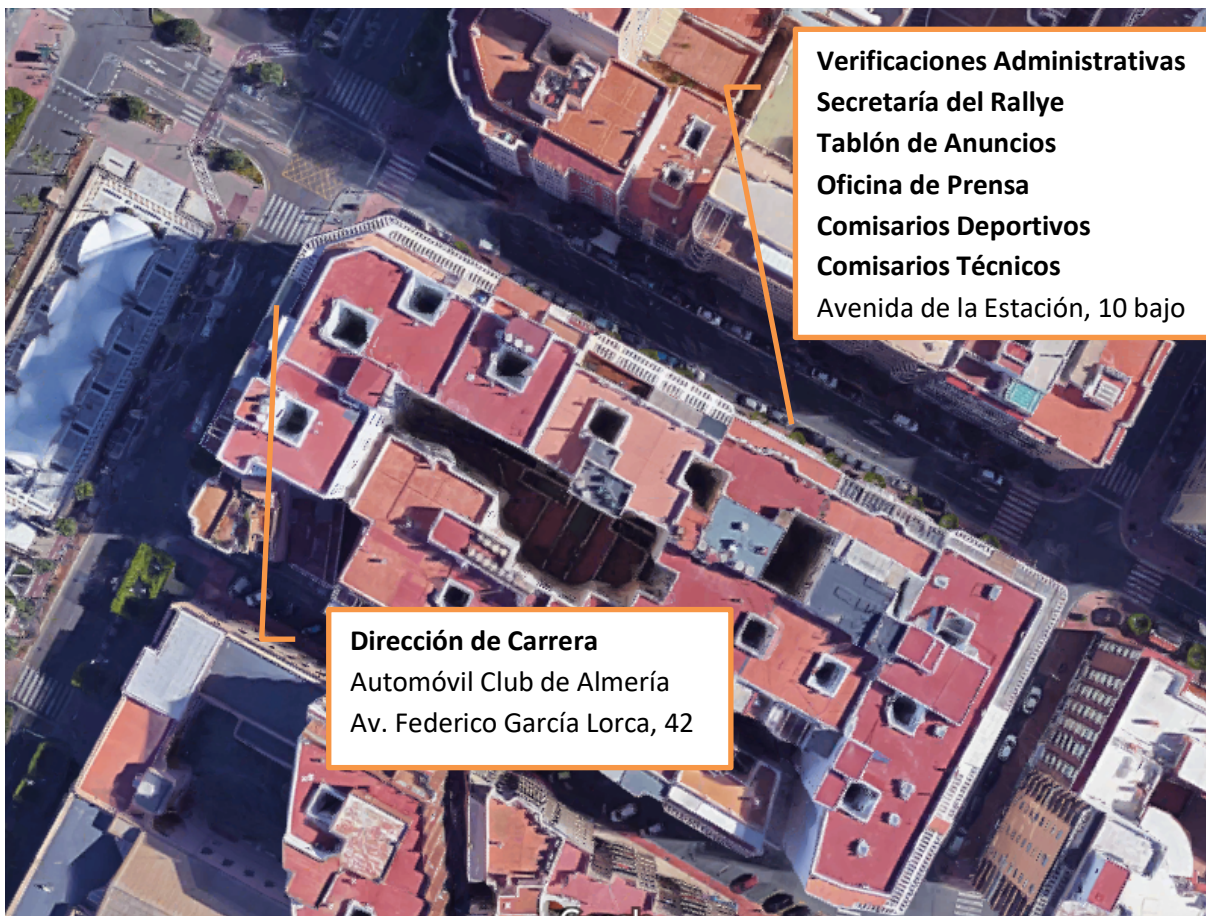 Verificaciones Administrativas
Secretaría del Rallye
Tablón de Anuncios
Oficina de Prensa
Comisarios Deportivos
Comisarios Técnicos
Avenida de la Estación, 10 bajo
Dirección de Carrera
Automóvil Club de Almería
Av. Federico García Lorca, 42